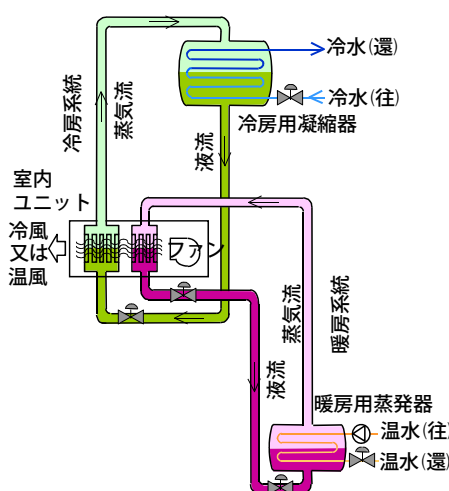 冷水(還)
冷水(往)
冷房用凝縮器
冷房系統
蒸気流
液流
室内
ユニット
冷風
又は
温風
ファン
蒸気流
暖房系統
液流
暖房用蒸発器
温水(往)
温水(還)